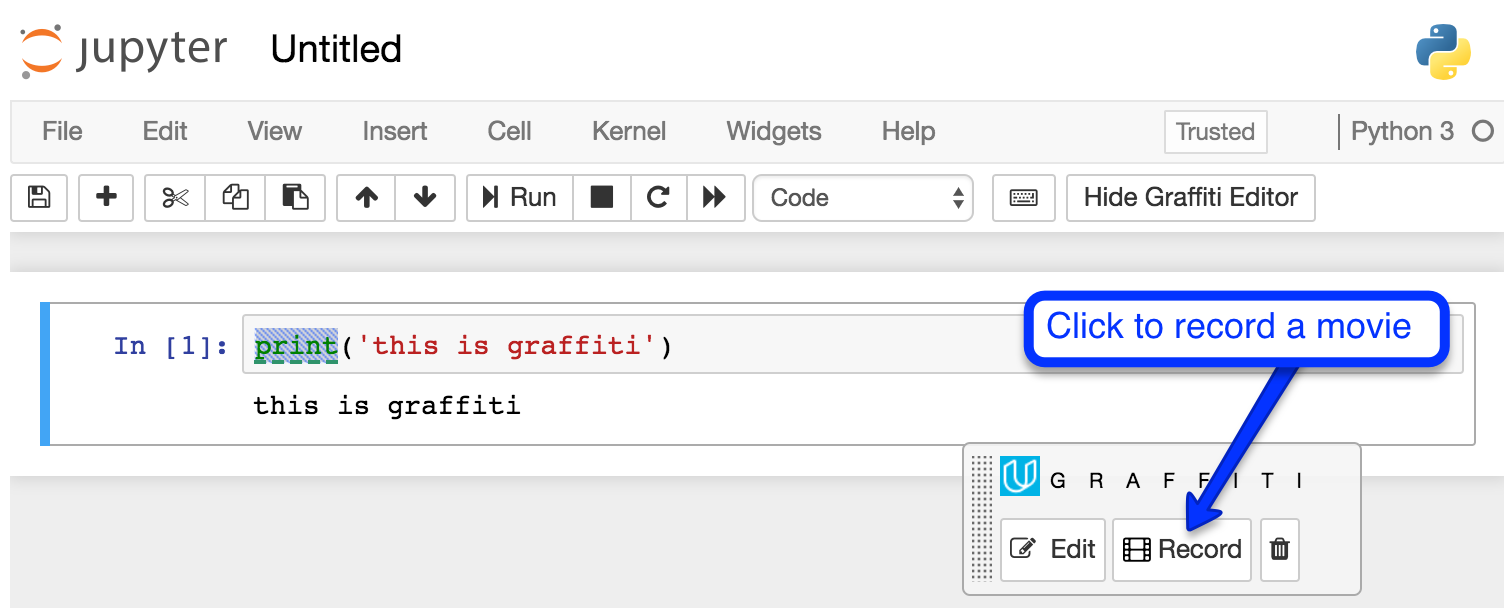 jupyter Untitled
File Edit View Insert Cell Kernel Widgets Help Trusted Python 3
Run Code Hide Graffiti Editor
Click to record a movie
In [1]: print('this is graffiti')
this is graffiti
G R A F F I T I
Edit Record